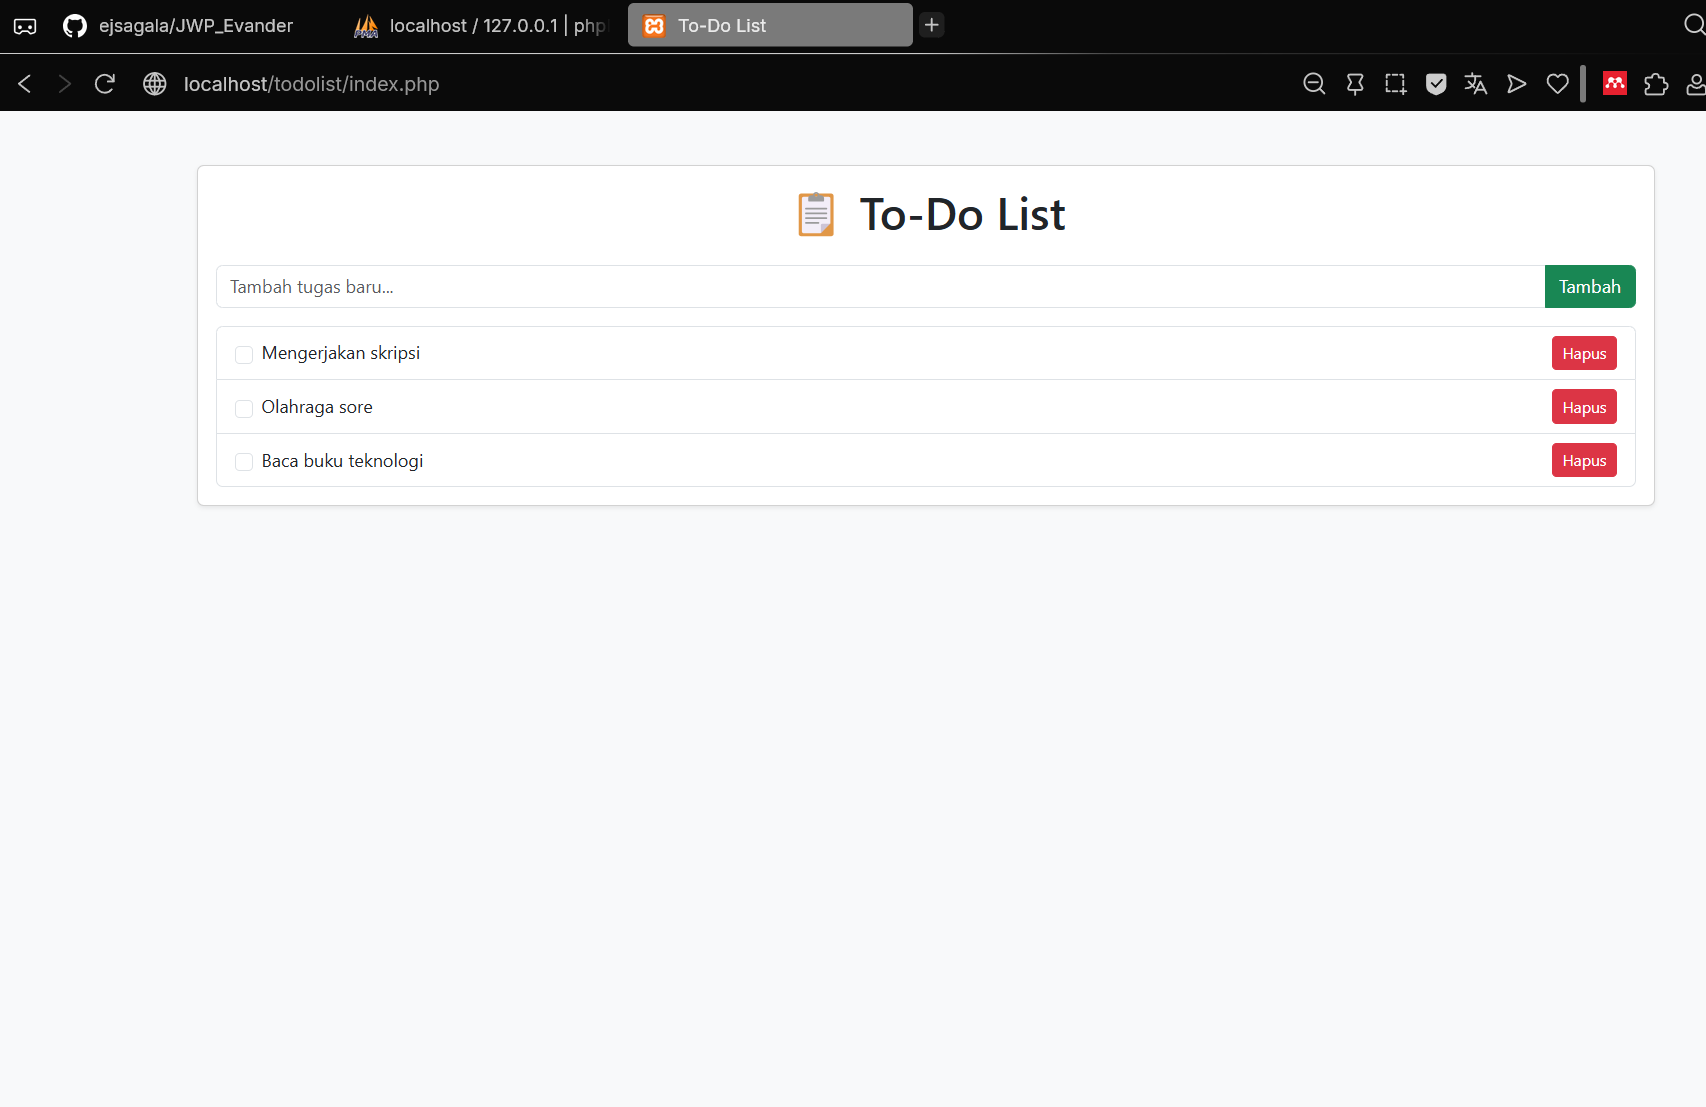 ejsagala/JWP_Evander
localhost / 127.0.0.1 | php
To-Do List
localhost/todolist/index.php
To-Do List
Tambah tugas baru...
Tambah
Mengerjakan skripsi
Hapus
Olahraga sore
Hapus
Baca buku teknologi
Hapus